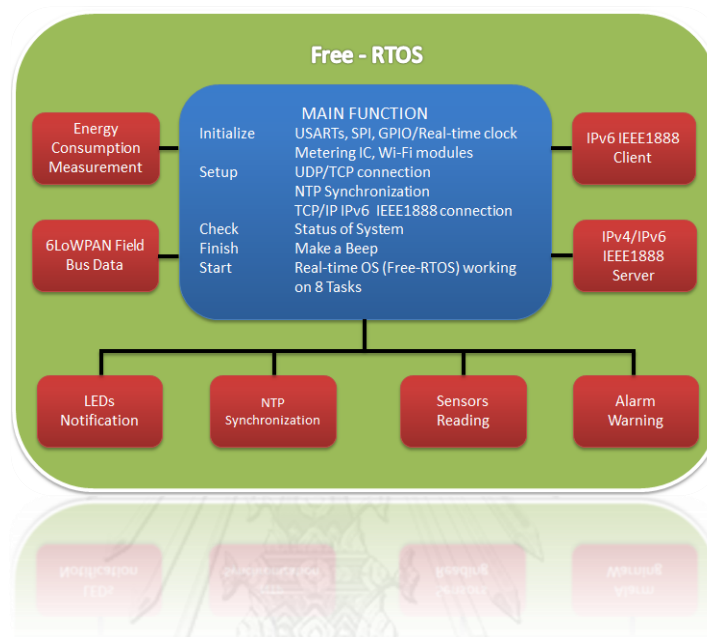 Free - RTOS
MAIN FUNCTION
Initialize USARTs, SPI, GPIO/Real-time clock
Metering IC, Wi-Fi modules
Setup UDP/TCP connection
NTP Synchronization
TCP/IP IPv6 IEEE1888 connection
Check Status of System
Finish Make a Beep
Start Real-time OS (Free-RTOS) working
on 8 Tasks
Energy
Consumption
Measurement
6LoWPAN Field
Bus Data
IPv6 IEEE1888
Client
IPv4/IPv6
IEEE1888
Server
LEDs
Notification
NTP
Synchronization
Sensors
Reading
Alarm
Warning